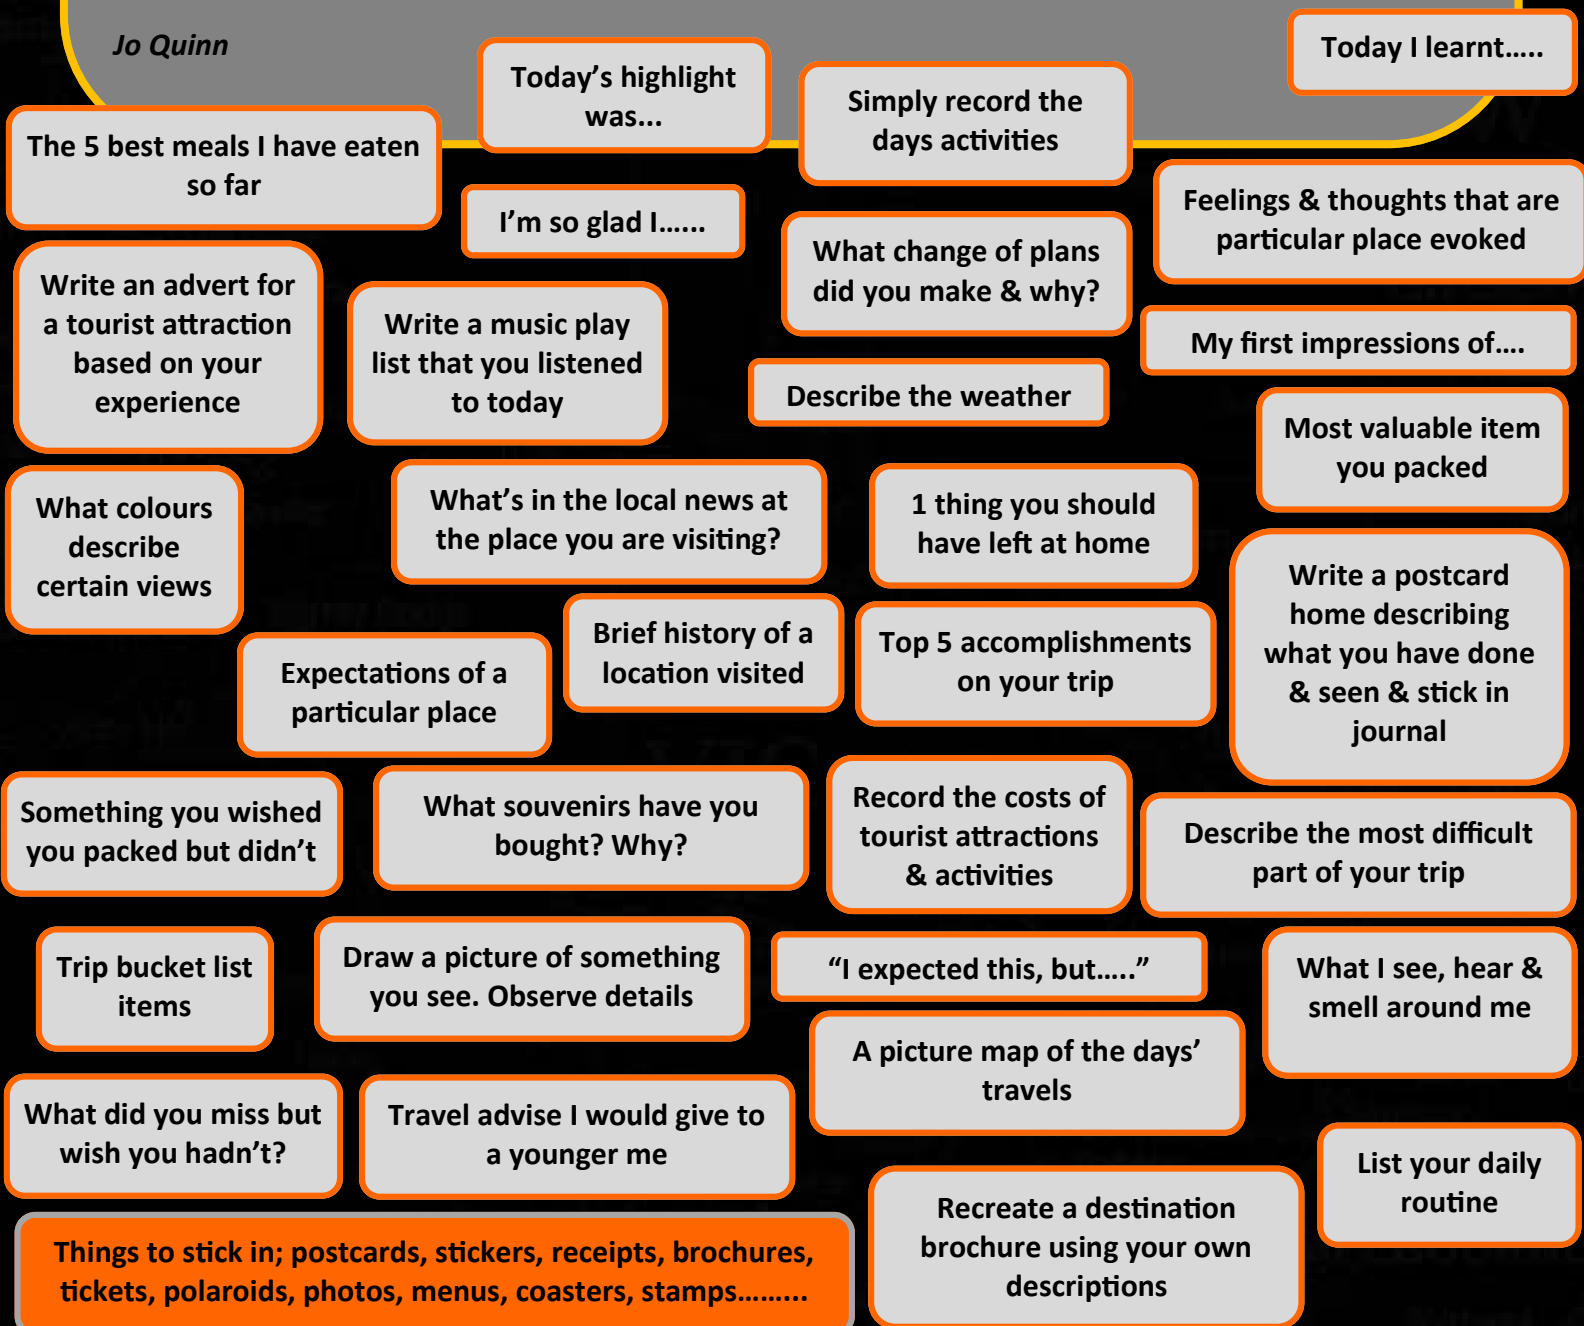 Jo Quinn
Today I learnt.....
Today's highlight
was...
Simply record the
days activities
The 5 best meals I have eaten
so far
I'm so glad I......
Feelings & thoughts that are
particular place evoked
What change of plans
did you make & why?
Write an advert for
a tourist attraction
based on your
experience
Write a music play
list that you listened
to today
My first impressions of....
Describe the weather
Most valuable item
you packed
What colours
describe
certain views
What's in the local news at
the place you are visiting?
1 thing you should
have left at home
Write a postcard
home describing
what you have done
& seen & stick in
journal
Brief history of a
location visited
Top 5 accomplishments
on your trip
Expectations of a
particular place
Something you wished
you packed but didn't
What souvenirs have you
bought? Why?
Record the costs of
tourist attractions
& activities
Describe the most difficult
part of your trip
Trip bucket list
items
Draw a picture of something
you see. Observe details
“I expected this, but.....”
What I see, hear &
smell around me
A picture map of the days’
travels
What did you miss but
wish you hadn't?
Travel advise I would give to
a younger me
List your daily
routine
Recreate a destination
brochure using your own
descriptions
Things to stick in; postcards, stickers, receipts, brochures,
tickets, polaroids, photos, menus, coasters, stamps.........